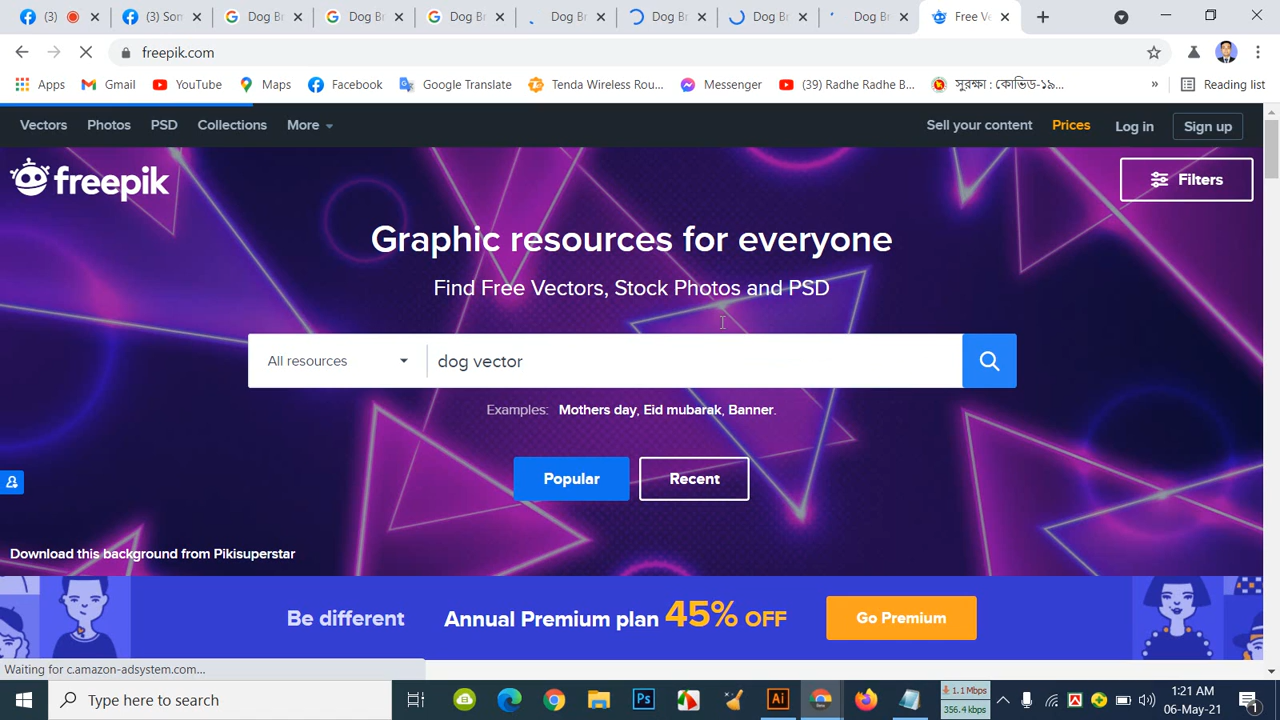 (3)
(3) Son
Dog Br
Dog Br
Dog Br
Dog Br
Dog Br
Dog Br
Dog Br
Free Ve
freepik.com
Apps
Gmail
YouTube
Maps
Facebook
Google Translate
Tenda Wireless Rou...
Messenger
(39) Radhe Radhe B...
সুরক্ষা : কোভিড-১৯...
»
Reading list
Vectors
Photos
PSD
Collections
More
Sell your content
Prices
Log in
Sign up
freepik
Filters
Graphic resources for everyone
Find Free Vectors, Stock Photos and PSD
All resources
dog vector
Examples: Mothers day, Eid mubarak, Banner.
Popular
Recent
Download this background from Pikisuperstar
Be different
Annual Premium plan 45% OFF
Go Premium
Waiting for c.amazon-adsystem.com...
Type here to search
Ps
Ai
1.1 Mbps
356.4 kbps
1:21 AM
06-May-21
1